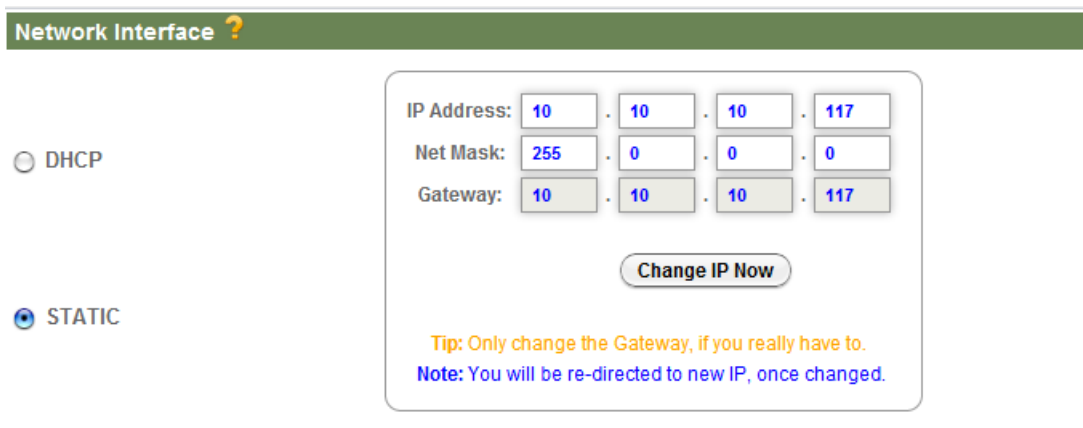 Network Interface ?
IP Address: 10 . 10 . 10 . 117
DHCP
Net Mask: 255 . 0 . 0 . 0
Gateway: 10 . 10 . 10 . 117
Change IP Now
STATIC
Tip: Only change the Gateway, if you really have to.
Note: You will be re-directed to new IP, once changed.